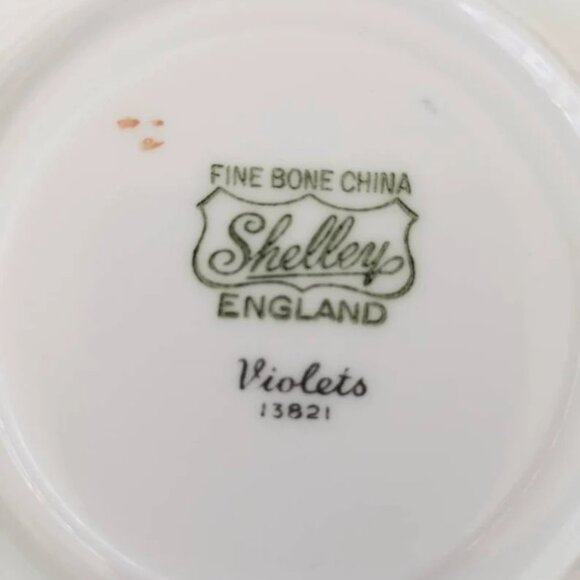 FINE BONE CHINA
Shelley
ENGLAND
Violets
13821